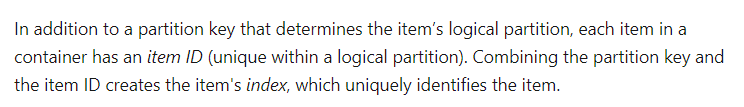 In addition to a partition key that determines the item’s logical partition, each item in a
container has an item ID (unique within a logical partition). Combining the partition key and
the item ID creates the item's index, which uniquely identifies the item.